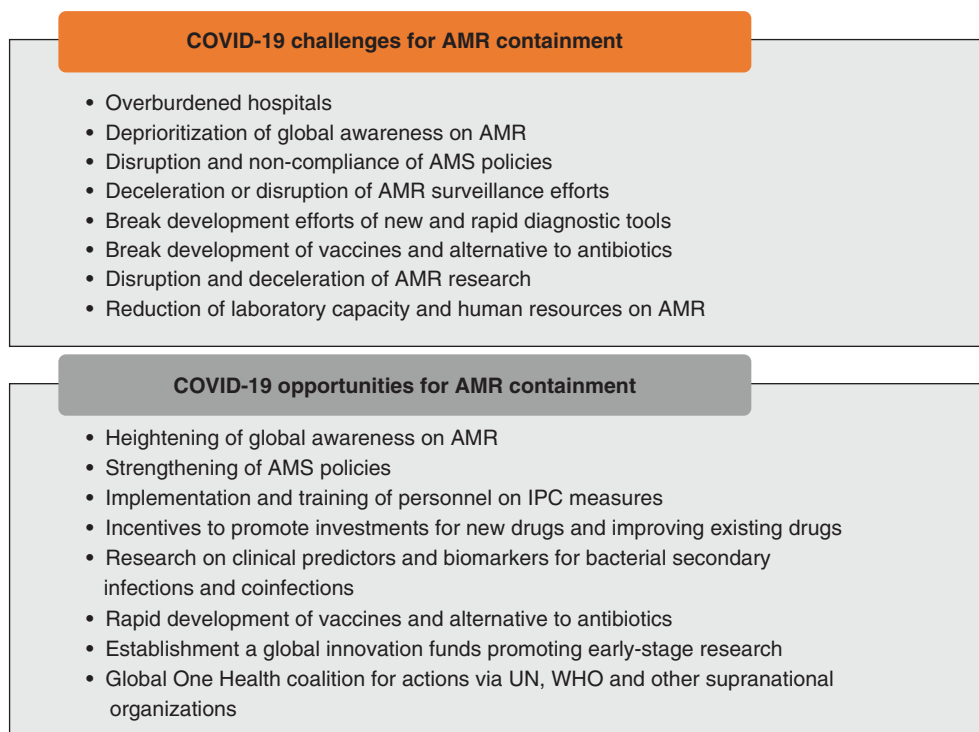 COVID-19 challenges for AMR containment
• Overburdened hospitals
• Deprioritization of global awareness on AMR
• Disruption and non-compliance of AMS policies
• Deceleration or disruption of AMR surveillance efforts
• Break development efforts of new and rapid diagnostic tools
• Break development of vaccines and alternative to antibiotics
• Disruption and deceleration of AMR research
• Reduction of laboratory capacity and human resources on AMR
COVID-19 opportunities for AMR containment
• Heightening of global awareness on AMR
• Strengthening of AMS policies
• Implementation and training of personnel on IPC measures
• Incentives to promote investments for new drugs and improving existing drugs
• Research on clinical predictors and biomarkers for bacterial secondary
infections and coinfections
• Rapid development of vaccines and alternative to antibiotics
• Establishment a global innovation funds promoting early-stage research
• Global One Health coalition for actions via UN, WHO and other supranational
organizations